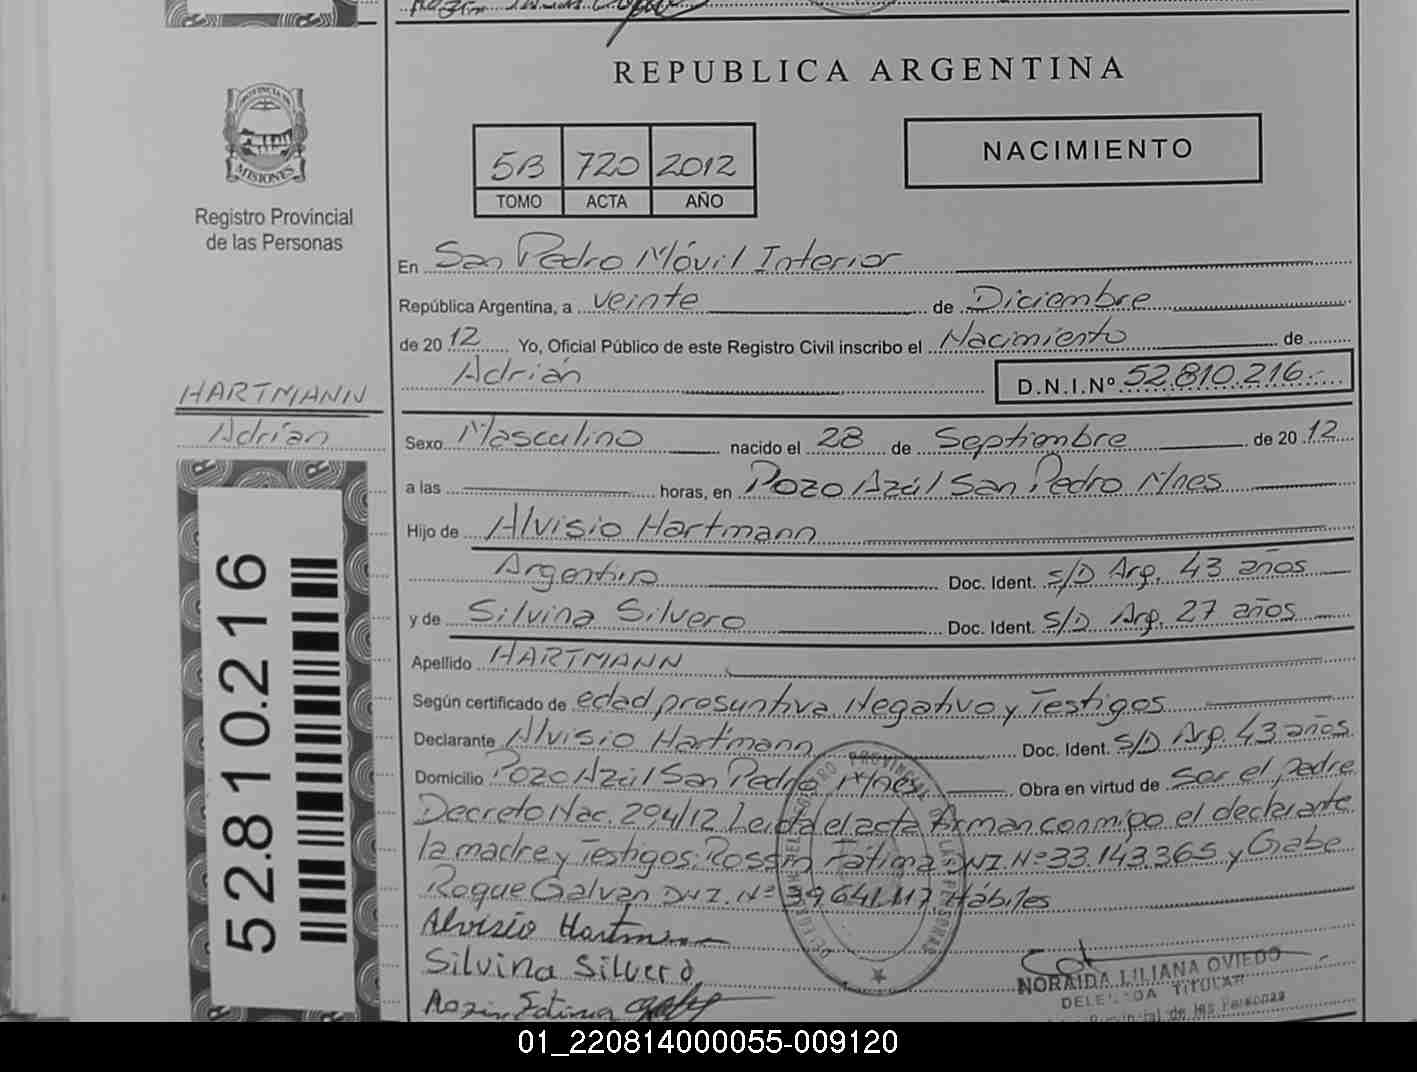 REPUBLICA ARGENTINA
PROVINCIA DE
MISIONES
Registro Provincial
de las Personas
5B 720 2012
TOMO ACTA AÑO
NACIMIENTO
En San Pedro Móvil Interior
República Argentina, a veinte de Diciembre
de 2012 Yo, Oficial Público de este Registro Civil inscribo el Nacimiento de
Adrián D.N.I.Nº 52.810.216.-
HARTMANN
Adrián
Sexo Masculino nacido el 28 de Septiembre de 2012
a las horas, en Pozo Azúl San Pedro Mnes
Hijo de Alvisio Hartmann
Argentino Doc. Ident. S/D Arg. 43 años
y de Silvina Silvero Doc. Ident. S/D Arg. 27 años
Apellido HARTMANN
Según certificado de edad presuntiva Negativo y Testigos
Declarante Alvisio Hartmann Doc. Ident. S/D Arg. 43 años
Domicilio Pozo Azúl San Pedro Mnes Obra en virtud de Ser el padre
Decreto Nac. 294/12 Leída el acta Firman conmigo el declarante
la madre y Testigos: Rossin Fátima DNI. Nº 33.143.365 y Grabe
Roque Galvan DNI. Nº 39.641.117 Hábiles
Alvisio Hartmann
Silvina Silvero
52.810.216
NORAIDA LILIANA OVIEDO
DELEGADA TITULAR
Provincial de las Personas
01_220814000055-009120